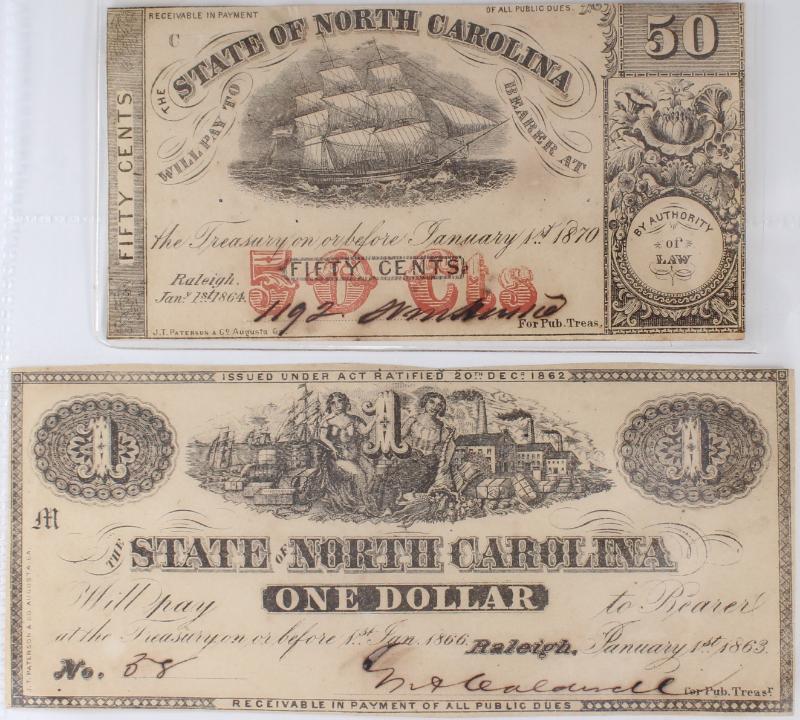 RECEIVABLE IN PAYMENT OF ALL PUBLIC DUES.
C
50
THE STATE OF NORTH CAROLINA
WILL PAY TO BEARER AT
FIFTY CENTS
the Treasury on or before January 1st 1870
BY AUTHORITY
OF
LAW
50 Cts
FIFTY CENTS
Raleigh.
Jany. 1st 1864.
1192
For Pub. Treas.
J.T. PATERSON & Co Augusta G
ISSUED UNDER ACT RATIFIED 20TH DECR 1862
1 1 1
M
THE STATE OF NORTH CAROLINA
Will pay ONE DOLLAR to Bearer
at the Treasury on or before 1st Jan. 1866. Raleigh, January 1st 1863.
No. 58
for Pub. Treasr
J.T. PATERSON & CO. AUGUSTA, GA.
RECEIVABLE IN PAYMENT OF ALL PUBLIC DUES